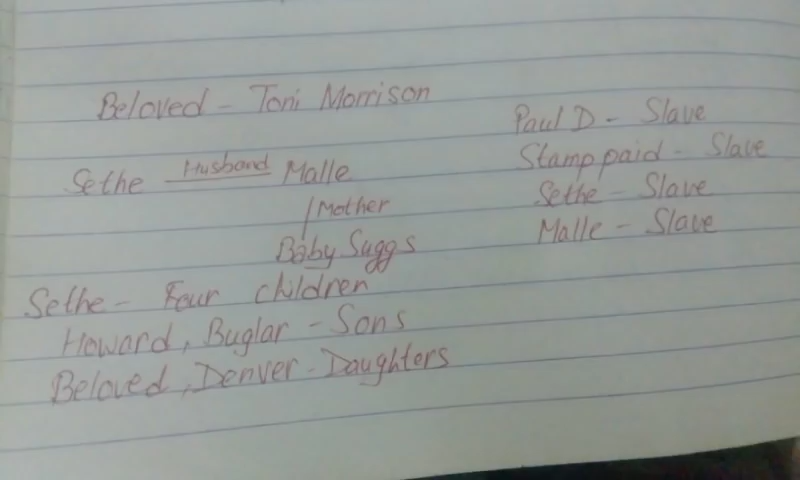 Beloved - Toni Morrison
Sethe Husband Malle
Mother
Baby Suggs
Sethe - Four children
Howard, Buglar - Sons
Beloved, Denver - Daughters
Paul D - Slave
Stamp paid - Slave
Sethe - Slave
Malle - Slave